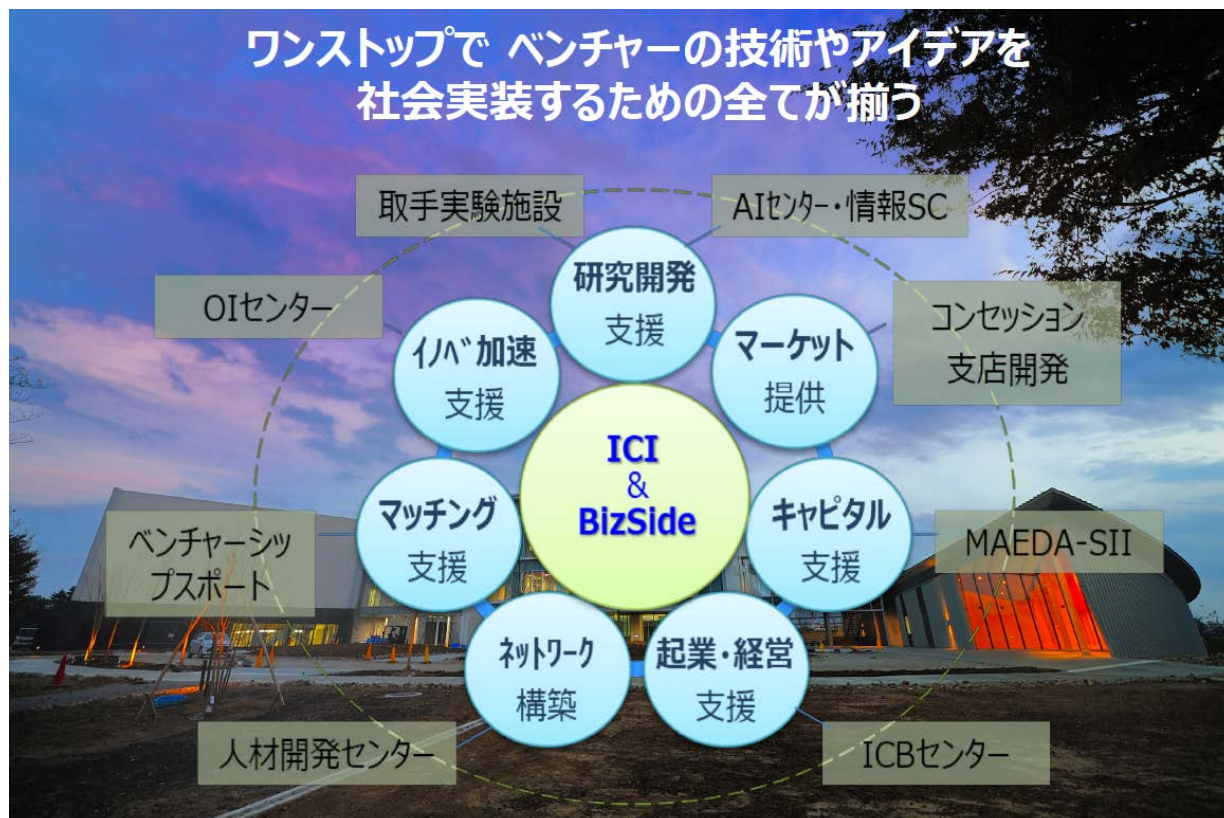 ワンストップで ベンチャーの技術やアイデアを
社会実装するための全てが揃う
取手実験施設
AIセンター・情報SC
研究開発
支援
OIセンター
コンセッション
支店開発
イノベ加速
支援
マーケット
提供
ICI
&
BizSide
マッチング
支援
キャピタル
支援
ベンチャーシッ
プスポート
MAEDA-SII
ネットワーク
構築
起業・経営
支援
人材開発センター
ICBセンター